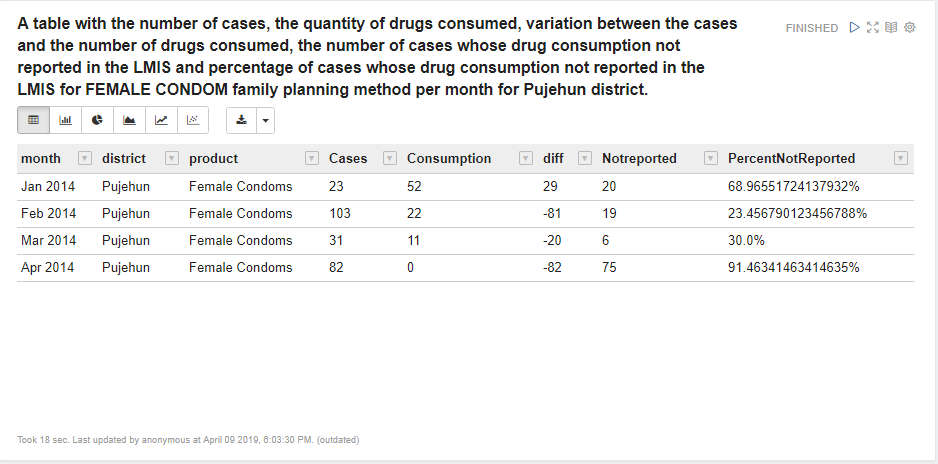 A table with the number of cases, the quantity of drugs consumed, variation between the cases
and the number of drugs consumed, the number of cases whose drug consumption not
reported in the LMIS and percentage of cases whose drug consumption not reported in the
LMIS for FEMALE CONDOM family planning method per month for Pujehun district.
FINISHED
month district product Cases Consumption diff Notreported PercentNotReported
Jan 2014 Pujehun Female Condoms 23 52 29 20 68.96551724137932%
Feb 2014 Pujehun Female Condoms 103 22 -81 19 23.456790123456788%
Mar 2014 Pujehun Female Condoms 31 11 -20 6 30.0%
Apr 2014 Pujehun Female Condoms 82 0 -82 75 91.46341463414635%
Took 18 sec. Last updated by anonymous at April 09 2019, 6:03:30 PM. (outdated)